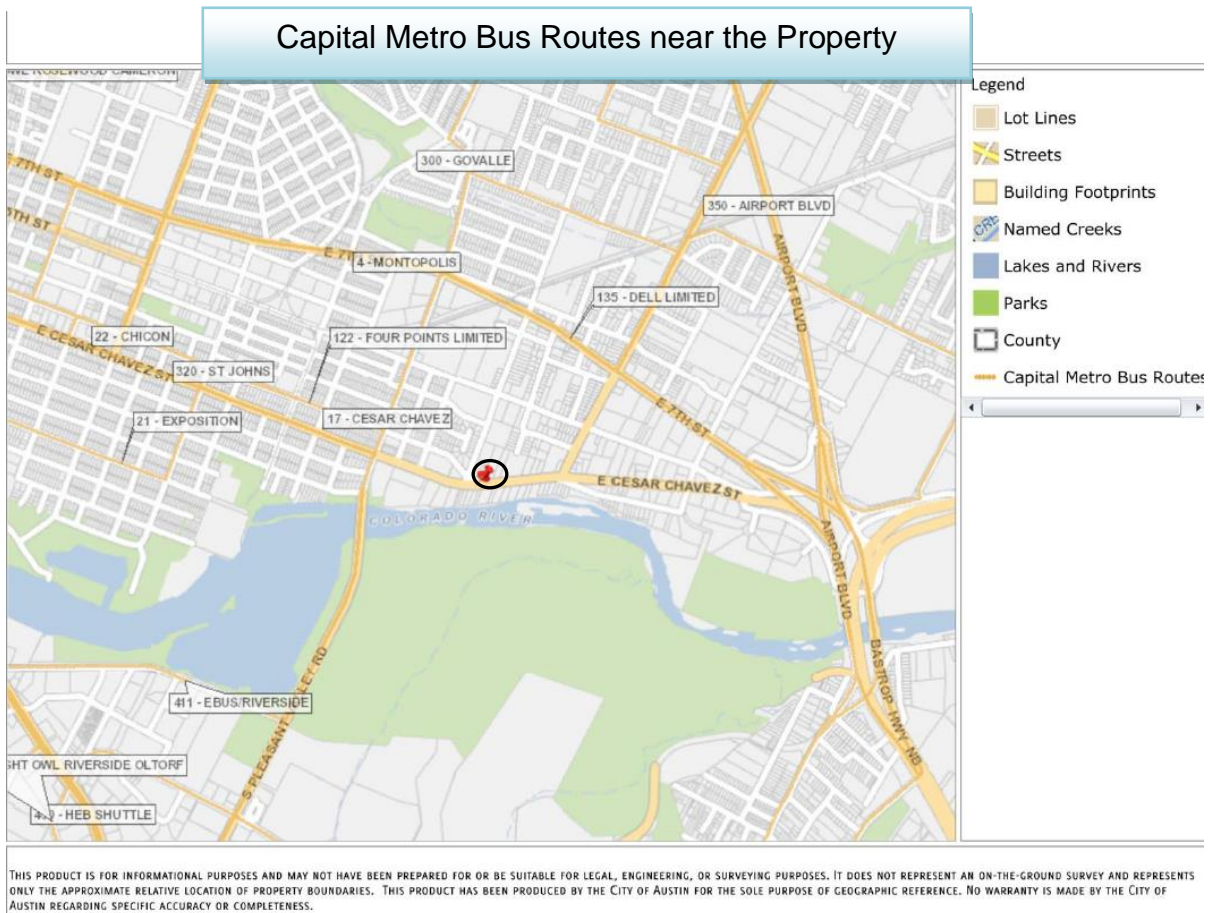 Capital Metro Bus Routes near the Property
ROSEWOOD CAMERON
E 7TH ST
300 - GOVALLE
350 - AIRPORT BLVD
AIRPORT BLVD
4 - MONTOPOLIS
135 - DELL LIMITED
22 - CHICON
122 - FOUR POINTS LIMITED
E CESAR CHAVEZ ST
320 - ST JOHNS
21 - EXPOSITION
17 - CESAR CHAVEZ
E 7TH ST
E CESAR CHAVEZ ST
COLORADO RIVER
AIRPORT BLVD
BASTROP HWY NB
S PLEASANT VALLEY RD
411 - EBUS/RIVERSIDE
OWL RIVERSIDE OLTORF
- HEB SHUTTLE
Legend
Lot Lines
Streets
Building Footprints
Named Creeks
Lakes and Rivers
Parks
County
Capital Metro Bus Routes
THIS PRODUCT IS FOR INFORMATIONAL PURPOSES AND MAY NOT HAVE BEEN PREPARED FOR OR BE SUITABLE FOR LEGAL, ENGINEERING, OR SURVEYING PURPOSES. IT DOES NOT REPRESENT AN ON-THE-GROUND SURVEY AND REPRESENTS
ONLY THE APPROXIMATE RELATIVE LOCATION OF PROPERTY BOUNDARIES. THIS PRODUCT HAS BEEN PRODUCED BY THE CITY OF AUSTIN FOR THE SOLE PURPOSE OF GEOGRAPHIC REFERENCE. NO WARRANTY IS MADE BY THE CITY OF
AUSTIN REGARDING SPECIFIC ACCURACY OR COMPLETENESS.